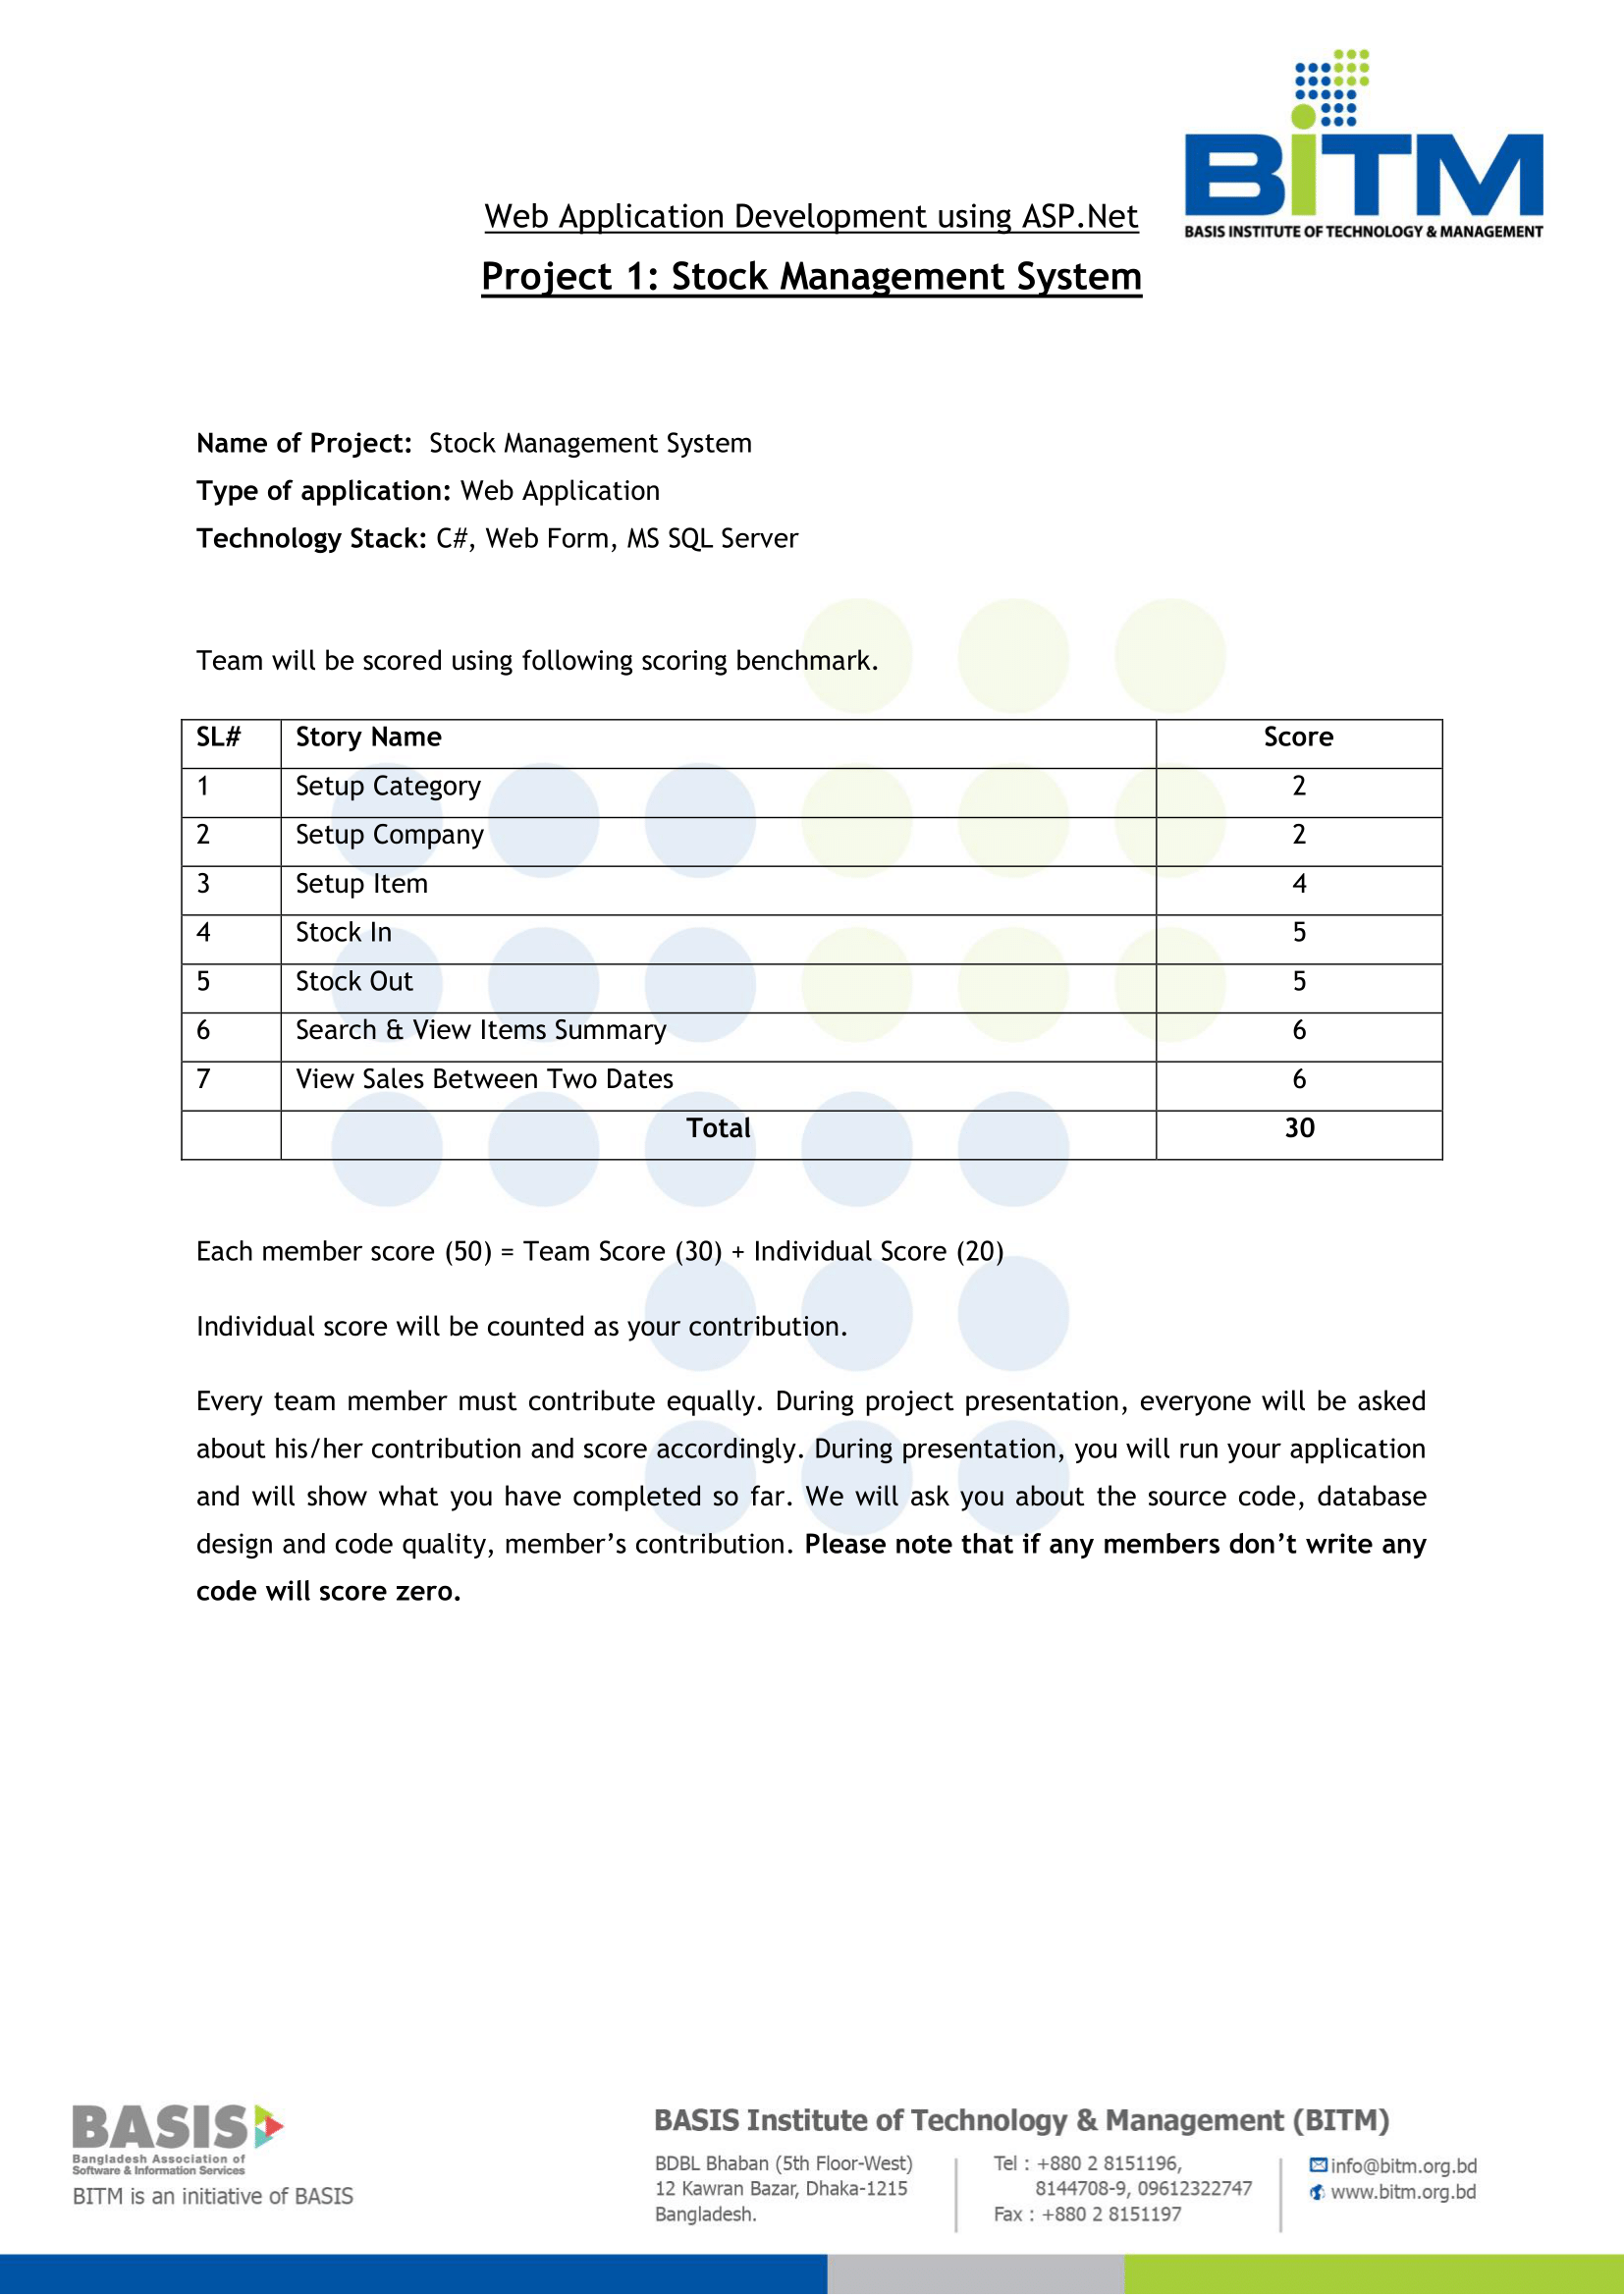 BiTM
BASIS INSTITUTE OF TECHNOLOGY & MANAGEMENT
Web Application Development using ASP.Net
Project 1: Stock Management System
Name of Project: Stock Management System
Type of application: Web Application
Technology Stack: C#, Web Form, MS SQL Server
Team will be scored using following scoring benchmark.
SL# Story Name Score
1 Setup Category 2
2 Setup Company 2
3 Setup Item 4
4 Stock In 5
5 Stock Out 5
6 Search & View Items Summary 6
7 View Sales Between Two Dates 6
Total 30
Each member score (50) = Team Score (30) + Individual Score (20)
Individual score will be counted as your contribution.
Every team member must contribute equally. During project presentation, everyone will be asked
about his/her contribution and score accordingly. During presentation, you will run your application
and will show what you have completed so far. We will ask you about the source code, database
design and code quality, member’s contribution. Please note that if any members don’t write any
code will score zero.
BASIS
Bangladesh Association of
Software & Information Services
BITM is an initiative of BASIS
BASIS Institute of Technology & Management (BITM)
BDBL Bhaban (5th Floor-West)
12 Kawran Bazar, Dhaka-1215
Bangladesh.
Tel : +880 2 8151196,
8144708-9, 09612322747
Fax : +880 2 8151197
info@bitm.org.bd
www.bitm.org.bd